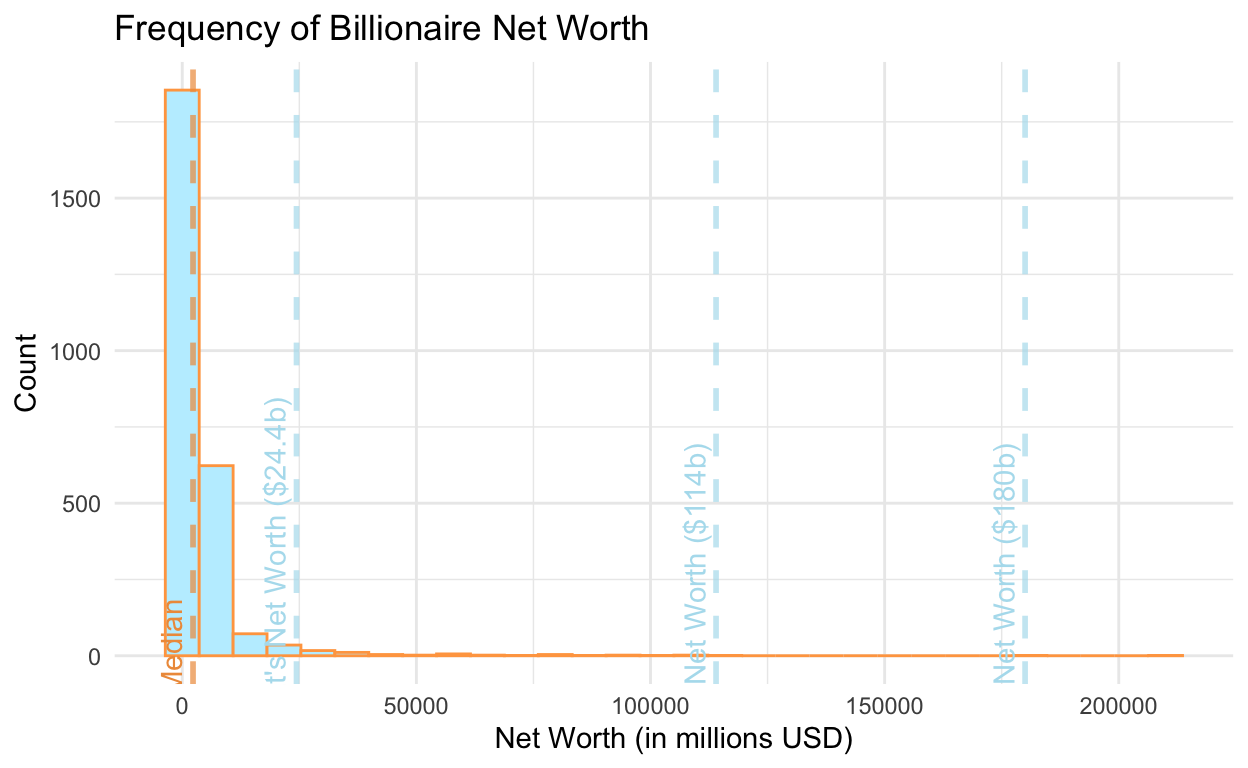 Frequency of Billionaire Net Worth
Count
1500
1000
500
0
Median
t's Net Worth ($24.4b)
Net Worth ($114b)
Net Worth ($180b)
0
50000
100000
150000
200000
Net Worth (in millions USD)